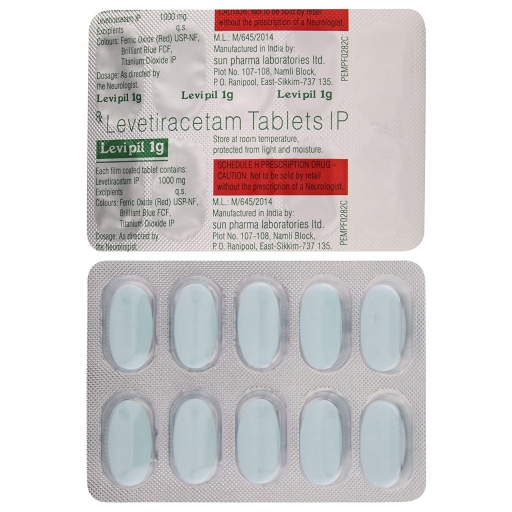 Levetiracetam IP 1000 mg
Excipients q.s.
Colours: Ferric Oxide (Red) USP-NF,
Brilliant Blue FCF,
Titanium Dioxide IP
Dosage: As directed by
the Neurologist.
CAUTION: Not to be sold by retail
without the prescription of a Neurologist.
M.L.: M/645/2014
Manufactured in India by:
sun pharma laboratories ltd.
Plot No. 107-108, Namli Block,
P.O. Ranipool, East-Sikkim-737 135.
PEMPF0282C
Levipil 1g Levipil 1g Levipil 1g
℞
Levetiracetam Tablets IP
Levipil 1g
Store at room temperature,
protected from light and moisture.
Each film coated tablet contains:
Levetiracetam IP 1000 mg
Excipients q.s.
Colours: Ferric Oxide (Red) USP-NF,
Brilliant Blue FCF,
Titanium Dioxide IP
Dosage: As directed by
the Neurologist.
SCHEDULE H PRESCRIPTION DRUG -
CAUTION: Not to be sold by retail
without the prescription of a Neurologist.
M.L.: M/645/2014
Manufactured in India by:
sun pharma laboratories ltd.
Plot No. 107-108, Namli Block,
P.O. Ranipool, East-Sikkim-737 135.
PEMPF0282C